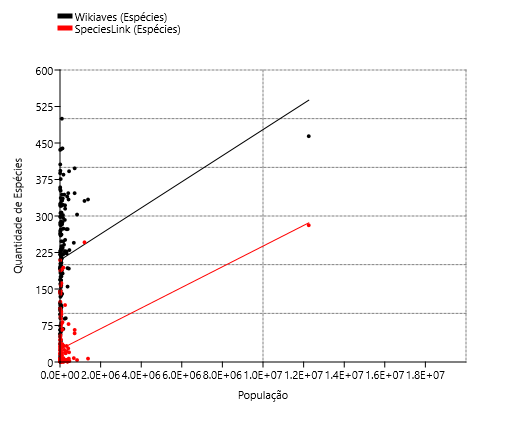 Wikiaves (Espécies)
SpeciesLink (Espécies)
600
525
450
375
300
225
150
75
0
Quantidade de Espécies
0.0E+00 2.0E+06 4.0E+06 6.0E+06 8.0E+06 1.0E+07 1.2E+07 1.4E+07 1.6E+07 1.8E+07
População